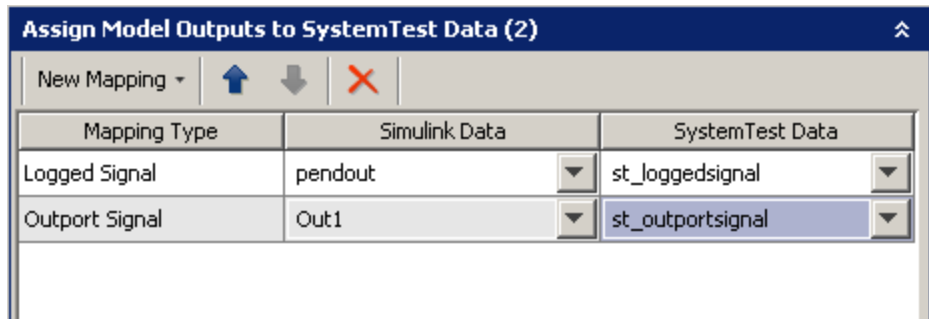 Assign Model Outputs to SystemTest Data (2)
New Mapping
Mapping Type Simulink Data SystemTest Data
Logged Signal pendout st_loggedsignal
Outport Signal Out1 st_outportsignal